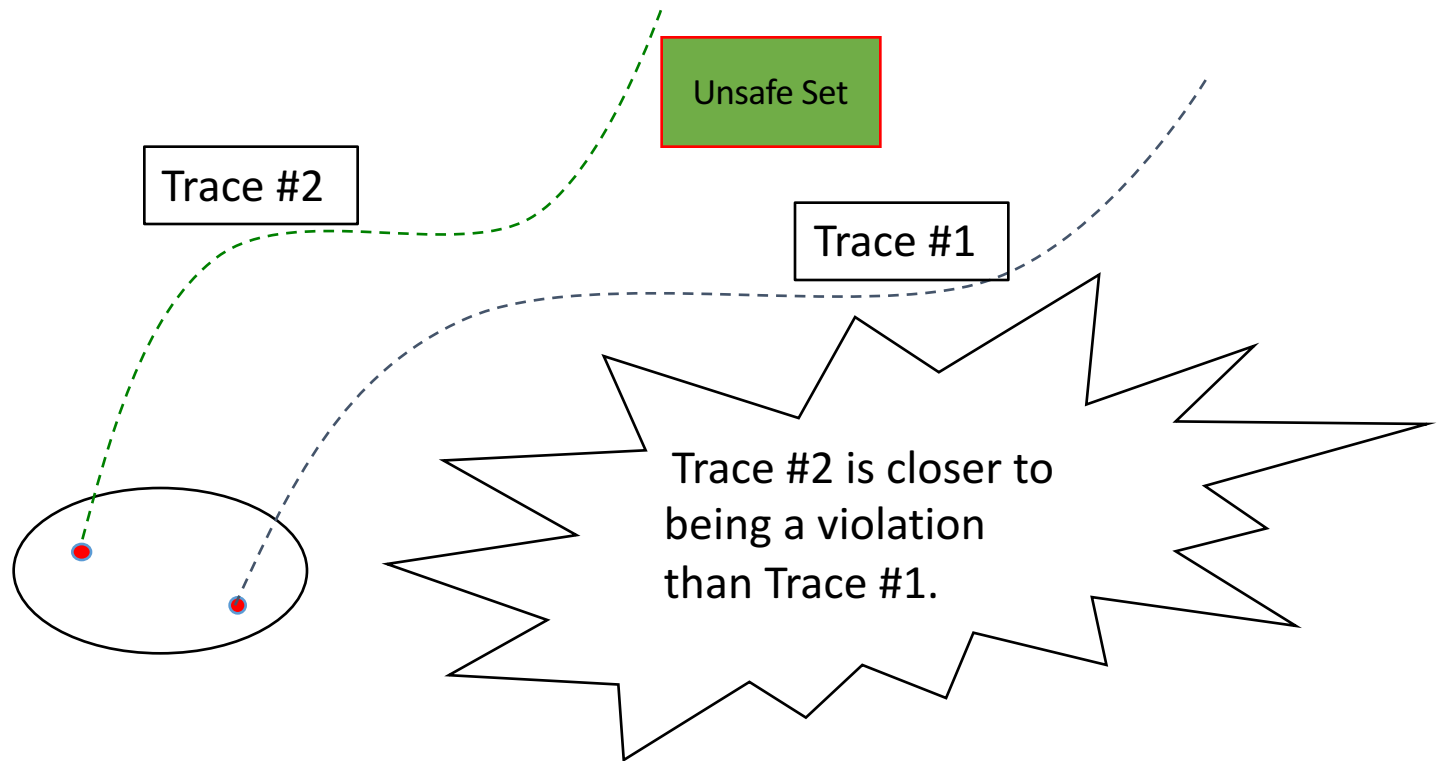 Unsafe Set
Trace #2
Trace #1
Trace #2 is closer to
being a violation
than Trace #1.